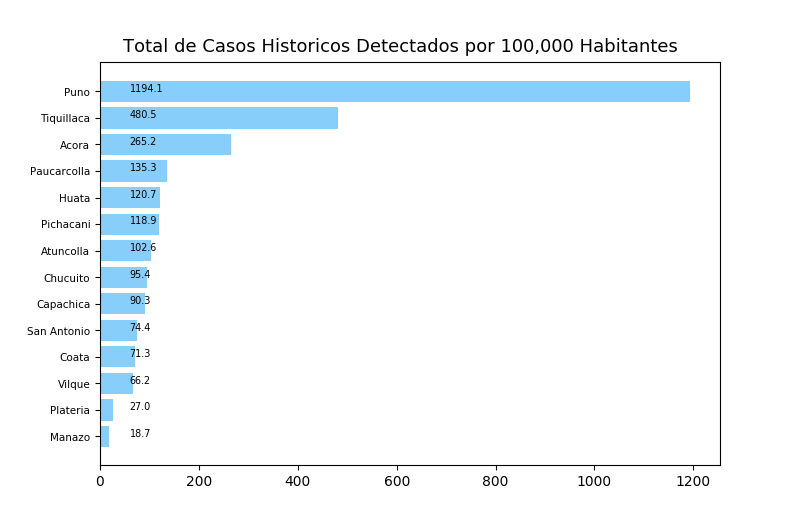 Total de Casos Historicos Detectados por 100,000 Habitantes
Puno 1194.1
Tiquillaca 480.5
Acora 265.2
Paucarcolla 135.3
Huata 120.7
Pichacani 118.9
Atuncolla 102.6
Chucuito 95.4
Capachica 90.3
San Antonio 74.4
Coata 71.3
Vilque 66.2
Plateria 27.0
Manazo 18.7
0 200 400 600 800 1000 1200